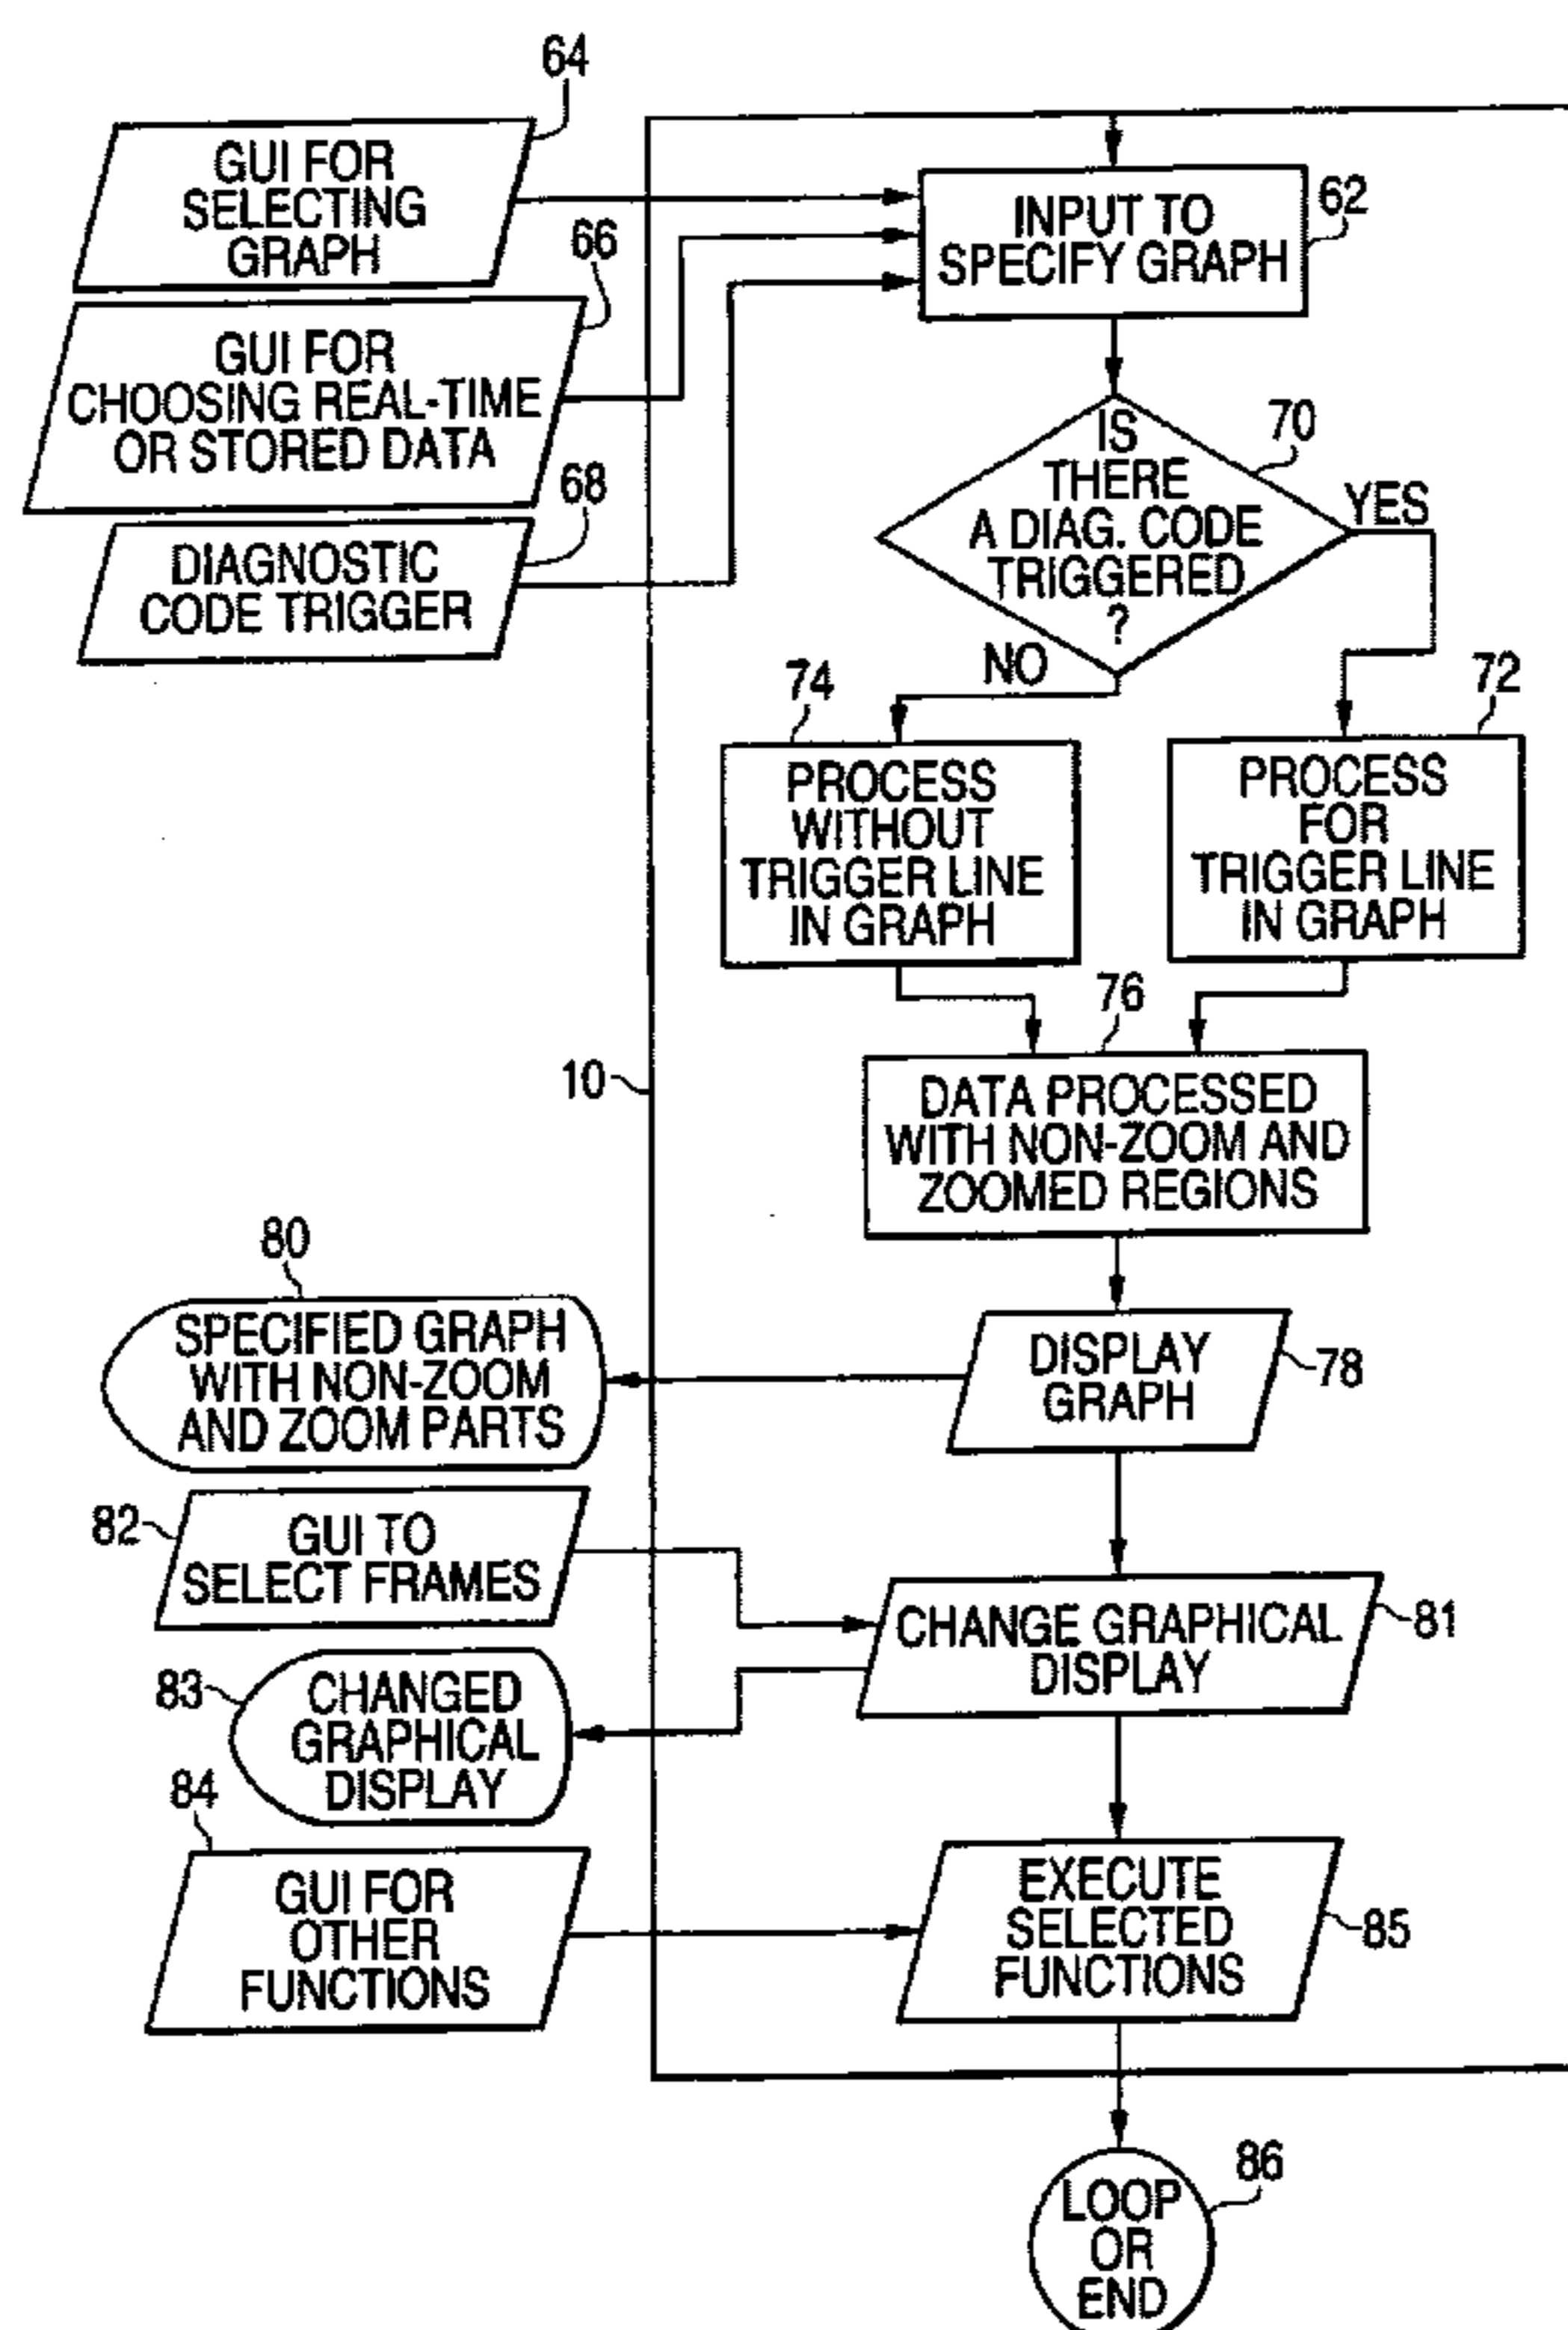 64
GUI FOR
SELECTING
GRAPH
66
GUI FOR
CHOOSING REAL-TIME
OR STORED DATA
68
DIAGNOSTIC
CODE TRIGGER
INPUT TO
SPECIFY GRAPH
62
IS
THERE
A DIAG. CODE
TRIGGERED
?
70
YES
NO
74
PROCESS
WITHOUT
TRIGGER LINE
IN GRAPH
72
PROCESS
FOR
TRIGGER LINE
IN GRAPH
76
10
DATA PROCESSED
WITH NON-ZOOM AND
ZOOMED REGIONS
80
SPECIFIED GRAPH
WITH NON-ZOOM
AND ZOOM PARTS
DISPLAY
GRAPH
78
82
GUI TO
SELECT FRAMES
CHANGE GRAPHICAL
DISPLAY
81
83
CHANGED
GRAPHICAL
DISPLAY
84
GUI FOR
OTHER
FUNCTIONS
EXECUTE
SELECTED
FUNCTIONS
85
86
LOOP
OR
END